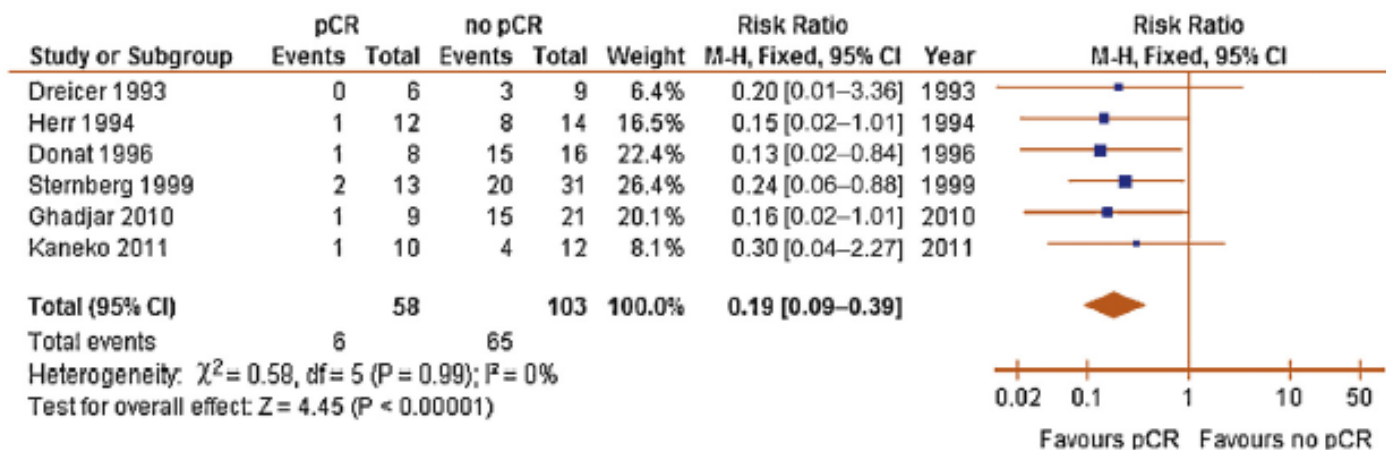 pCR no pCR Risk Ratio Risk Ratio
Study or Subgroup Events Total Events Total Weight M-H, Fixed, 95% CI Year M-H, Fixed, 95% CI
Dreicer 1993 0 6 3 9 6.4% 0.20 [0.01–3.36] 1993
Herr 1994 1 12 8 14 16.5% 0.15 [0.02–1.01] 1994
Donat 1996 1 8 15 16 22.4% 0.13 [0.02–0.84] 1996
Sternberg 1999 2 13 20 31 26.4% 0.24 [0.06–0.88] 1999
Ghadjar 2010 1 9 15 21 20.1% 0.16 [0.02–1.01] 2010
Kaneko 2011 1 10 4 12 8.1% 0.30 [0.04–2.27] 2011
Total (95% CI) 58 103 100.0% 0.19 [0.09–0.39]
Total events 6 65
Heterogeneity: χ² = 0.58, df = 5 (P = 0.99); I² = 0%
Test for overall effect: Z = 4.45 (P < 0.00001)
0.02 0.1 1 10 50
Favours pCR Favours no pCR